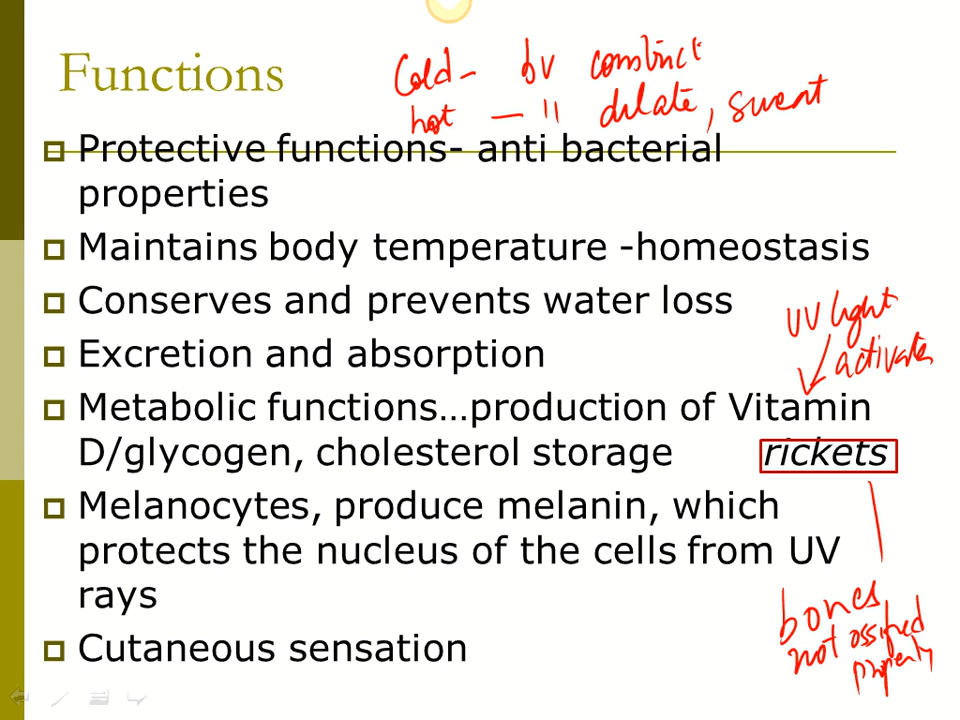 Functions
Cold - bv constrict
hot - " dilate, sweat
Protective functions- anti bacterial
properties
Maintains body temperature -homeostasis
Conserves and prevents water loss
UV light
activates
Excretion and absorption
Metabolic functions…production of Vitamin
D/glycogen, cholesterol storage rickets
Melanocytes, produce melanin, which
protects the nucleus of the cells from UV
rays
bones
not ossified
properly
Cutaneous sensation